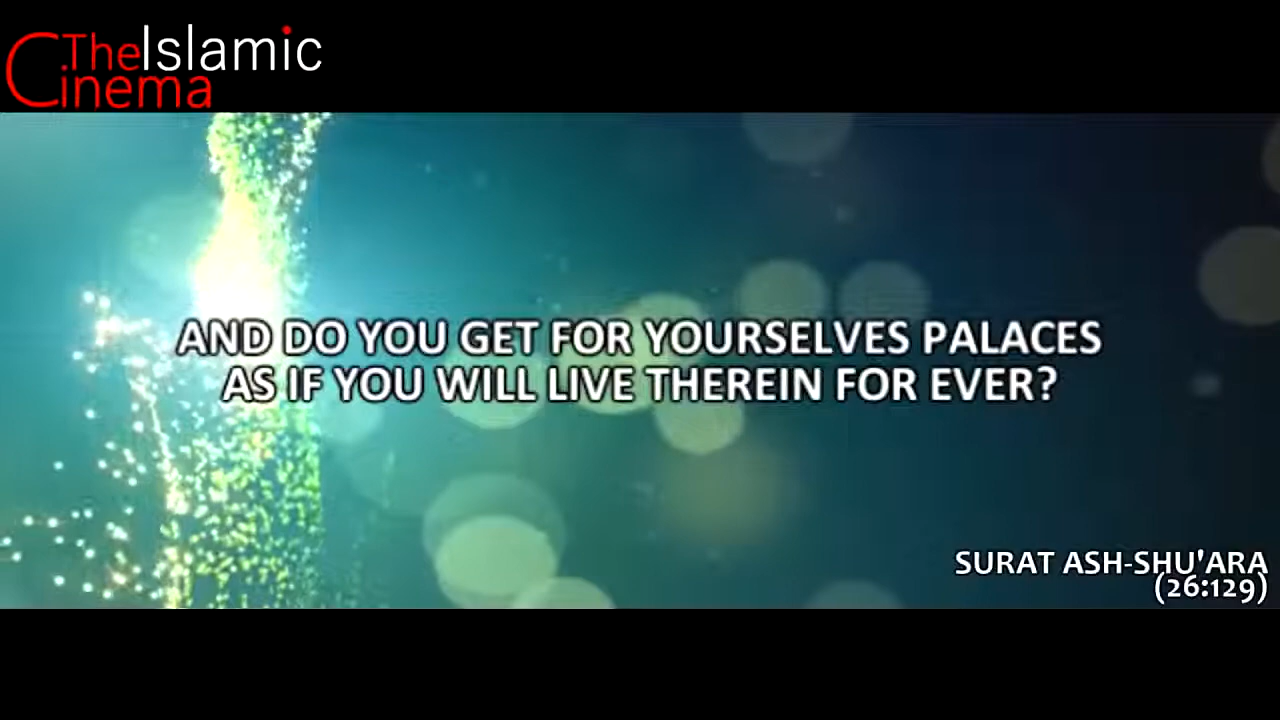 TheIslamic
Cinema
AND DO YOU GET FOR YOURSELVES PALACES
AS IF YOU WILL LIVE THEREIN FOR EVER?
SURAT ASH-SHU'ARA
(26:129)